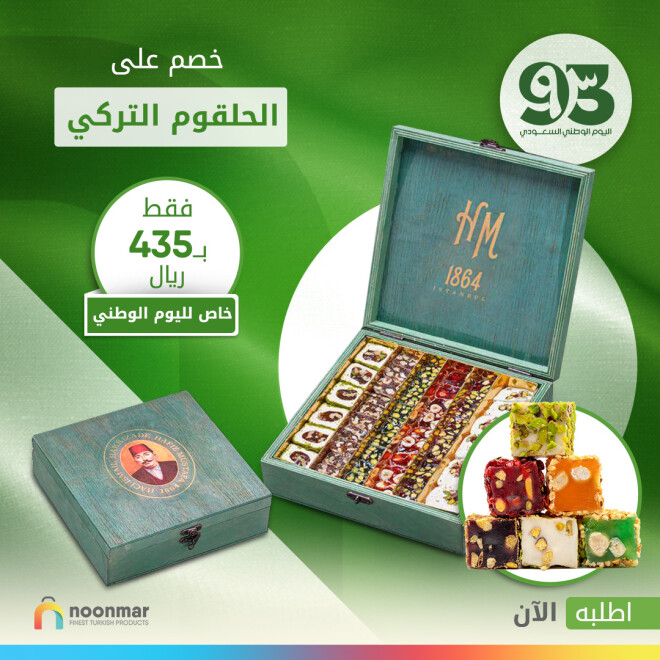 خصم على
الحلقوم التركي
93
اليوم الوطني السعودي
فقط
بـ435
ريال
خاص لليوم الوطني
HM
1864
ISTANBUL
noonmar
FINEST TURKISH PRODUCTS
اطلبه الآن